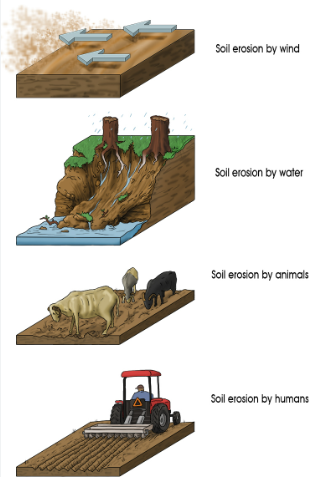 Soil erosion by wind
Soil erosion by water
Soil erosion by animals
Soil erosion by humans